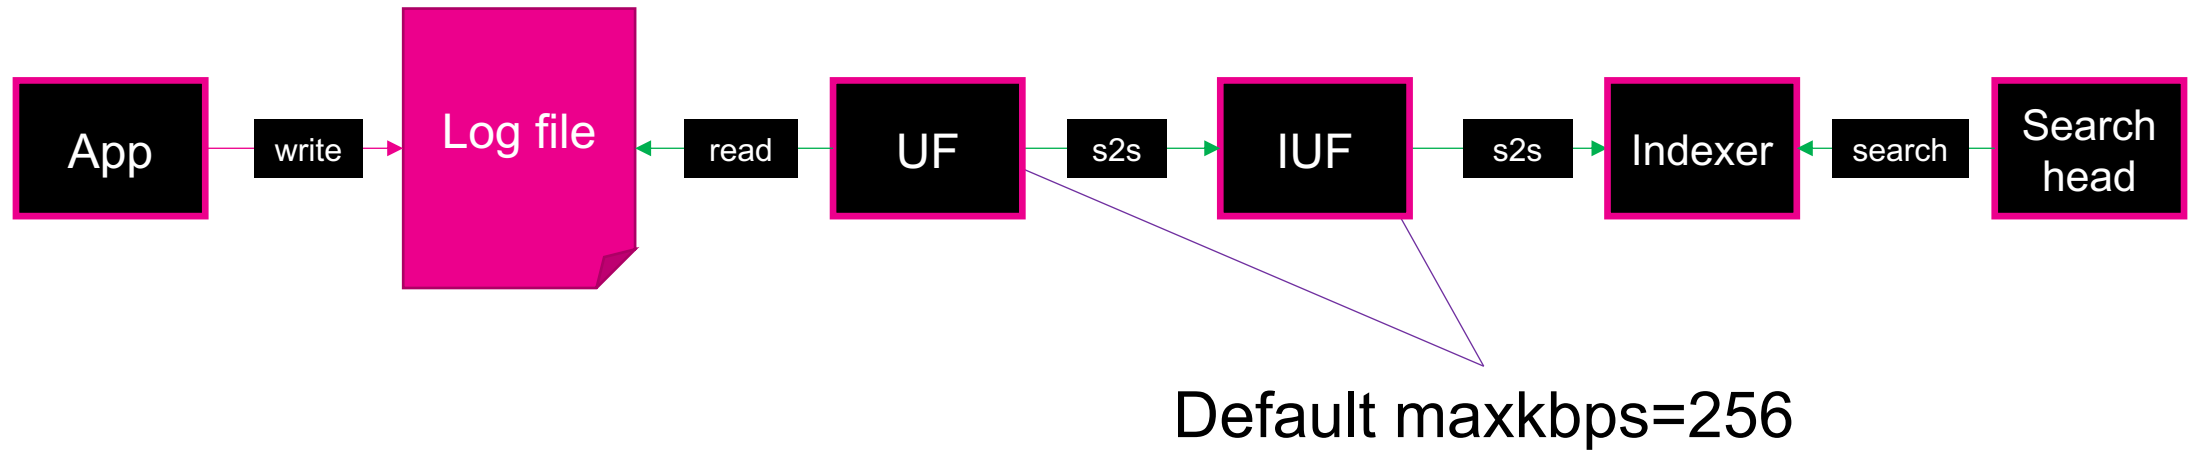 App
write
Log file
read
UF
s2s
IUF
s2s
Indexer
search
Search
head
Default maxkbps=256